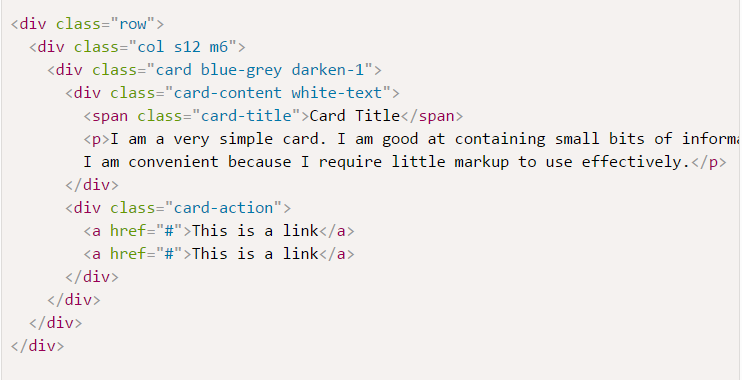 <div class="row">
<div class="col s12 m6">
<div class="card blue-grey darken-1">
<div class="card-content white-text">
<span class="card-title">Card Title</span>
<p>I am a very simple card. I am good at containing small bits of informa
I am convenient because I require little markup to use effectively.</p>
</div>
<div class="card-action">
<a href="#">This is a link</a>
<a href="#">This is a link</a>
</div>
</div>
</div>
</div>